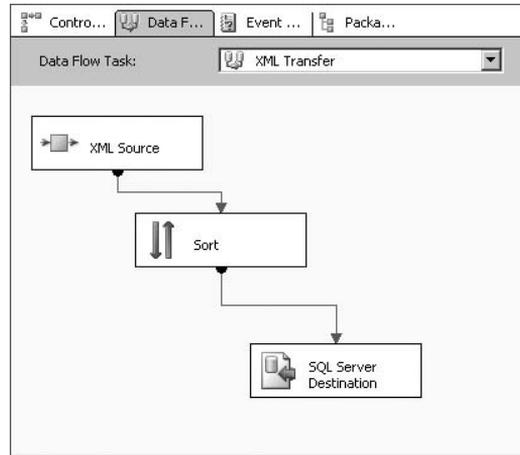 Contro... Data F... Event ... Packa...
Data Flow Task: XML Transfer
XML Source
Sort
SQL Server
Destination